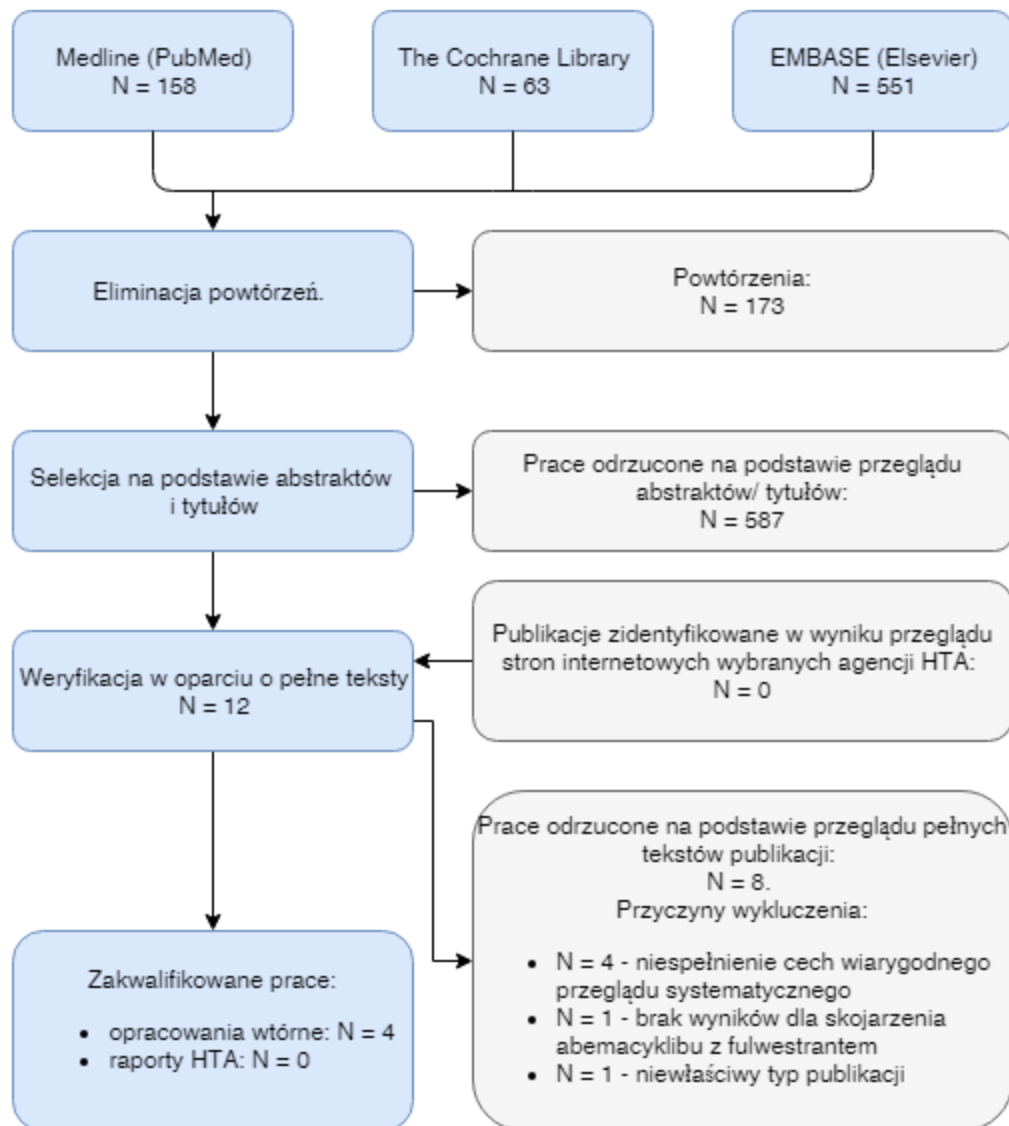 Medline (PubMed)
N = 158
The Cochrane Library
N = 63
EMBASE (Elsevier)
N = 551
Eliminacja powtórzeń.
Powtórzenia:
N = 173
Selekcja na podstawie abstraktów
i tytułów
Prace odrzucone na podstawie przeglądu
abstraktów/ tytułów:
N = 587
Publikacje zidentyfikowane w wyniku przeglądu
stron internetowych wybranych agencji HTA:
N = 0
Weryfikacja w oparciu o pełne teksty
N = 12
Prace odrzucone na podstawie przeglądu pełnych
tekstów publikacji:
N = 8.
Przyczyny wykluczenia:
• N = 4 - niespełnienie cech wiarygodnego
przeglądu systematycznego
• N = 1 - brak wyników dla skojarzenia
abemacyklibu z fulwestrantem
• N = 1 - niewłaściwy typ publikacji
Zakwalifikowane prace:
• opracowania wtórne: N = 4
• raporty HTA: N = 0